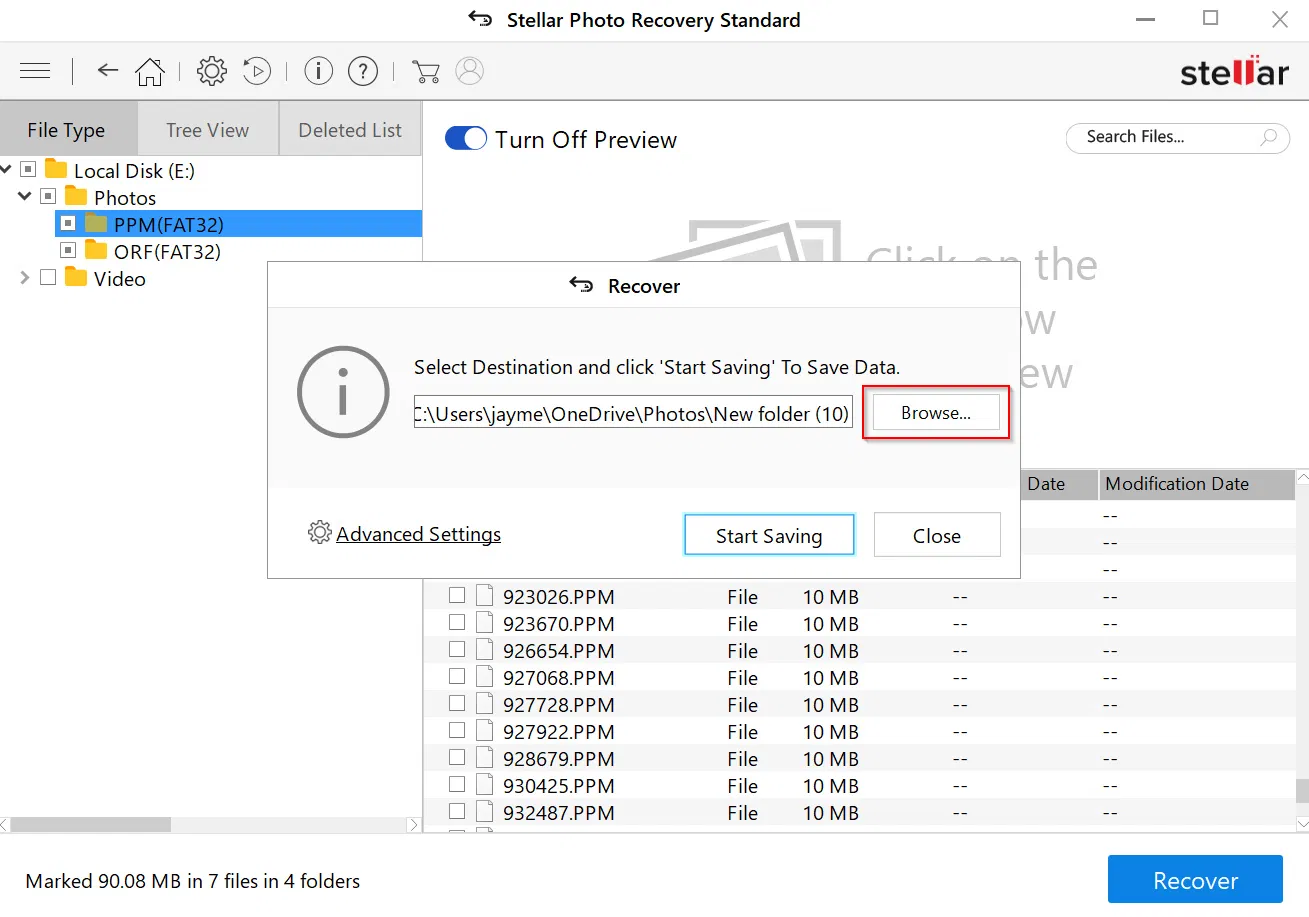 Stellar Photo Recovery Standard
stellar
File Type Tree View Deleted List
Turn Off Preview
Search Files...
Local Disk (E:)
Photos
PPM(FAT32)
ORF(FAT32)
Video
Click on the
Recover
Select Destination and click 'Start Saving' To Save Data.
C:\Users\jayme\OneDrive\Photos\New folder (10)
Browse...
Advanced Settings
Start Saving
Close
Date Modification Date
--
--
--
923026.PPM File 10 MB -- --
923670.PPM File 10 MB -- --
926654.PPM File 10 MB -- --
927068.PPM File 10 MB -- --
927728.PPM File 10 MB -- --
927922.PPM File 10 MB -- --
928679.PPM File 10 MB -- --
930425.PPM File 10 MB -- --
932487.PPM File 10 MB -- --
Marked 90.08 MB in 7 files in 4 folders
Recover